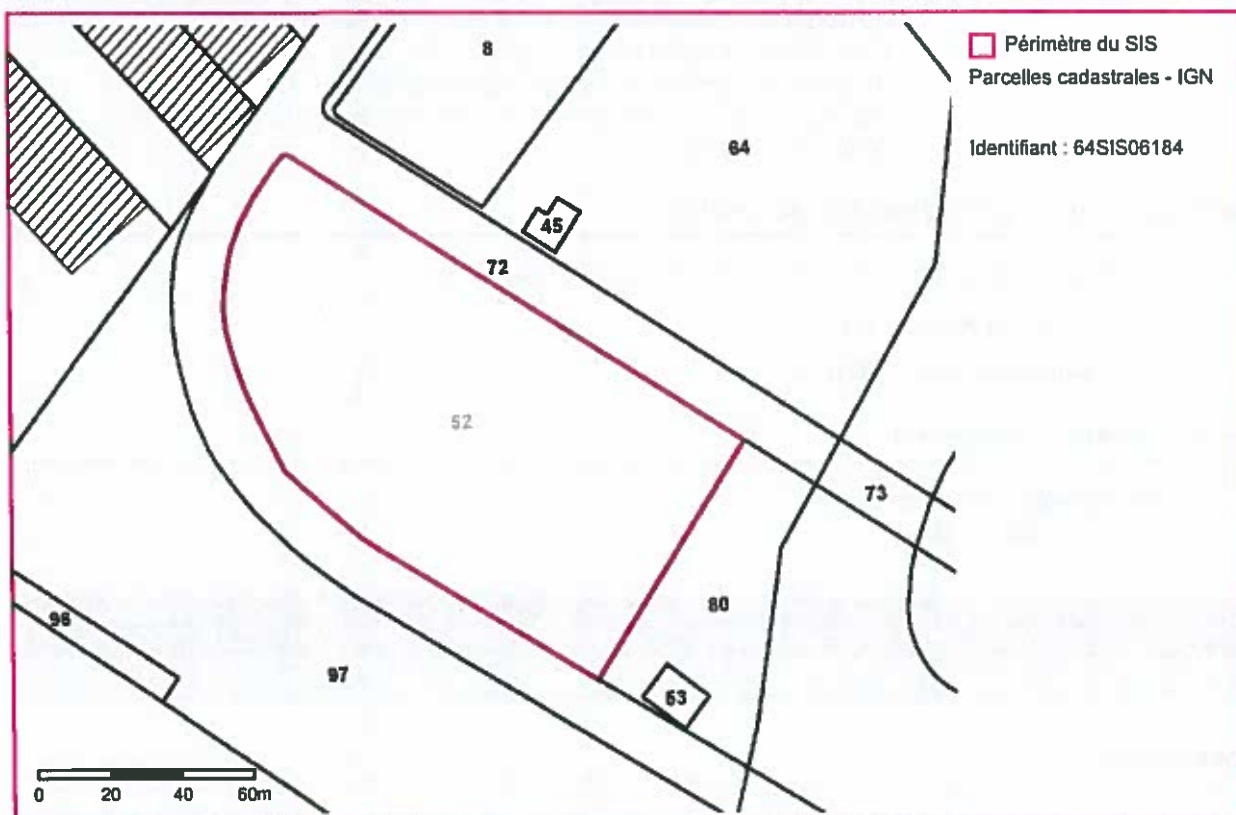 Périmètre du SIS
Parcelles cadastrales - IGN
Identifiant : 64SIS06184
8
64
45
72
52
73
80
96
97
53
0 20 40 60m